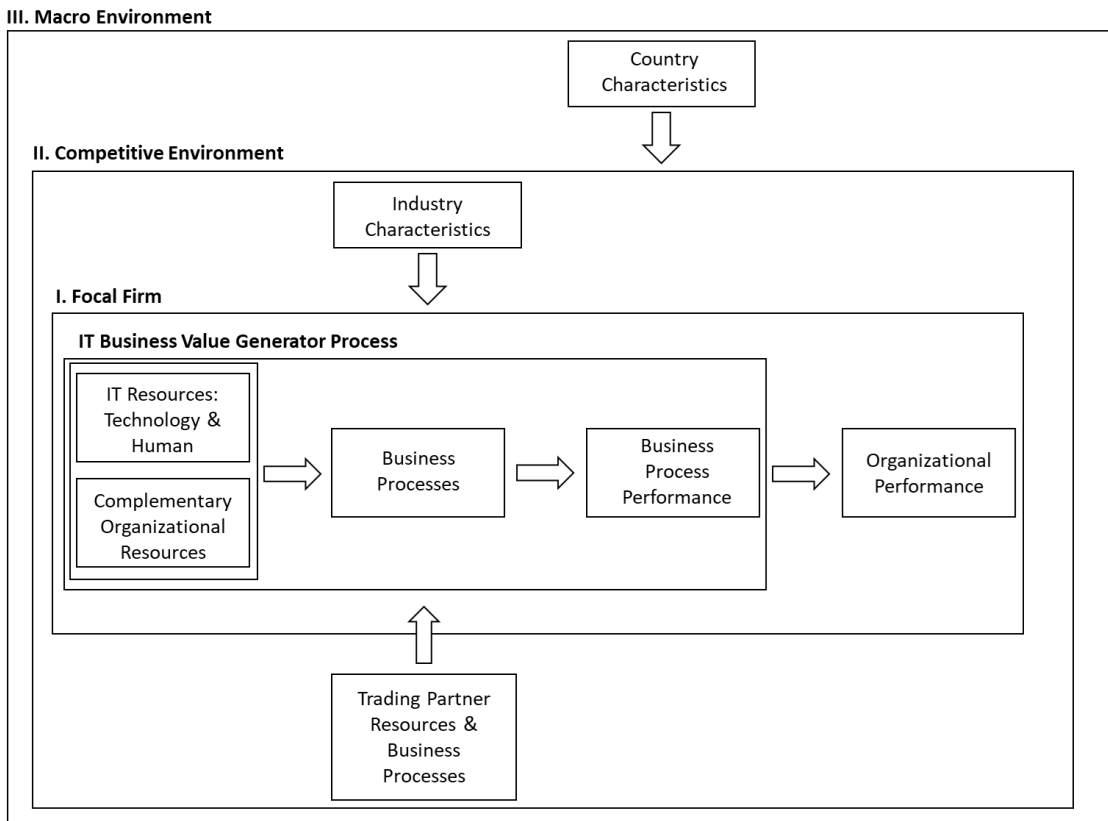 III. Macro Environment
Country
Characteristics
II. Competitive Environment
Industry
Characteristics
I. Focal Firm
IT Business Value Generator Process
IT Resources:
Technology &
Human
Complementary
Organizational
Resources
Business
Processes
Business
Process
Performance
Organizational
Performance
Trading Partner
Resources &
Business
Processes